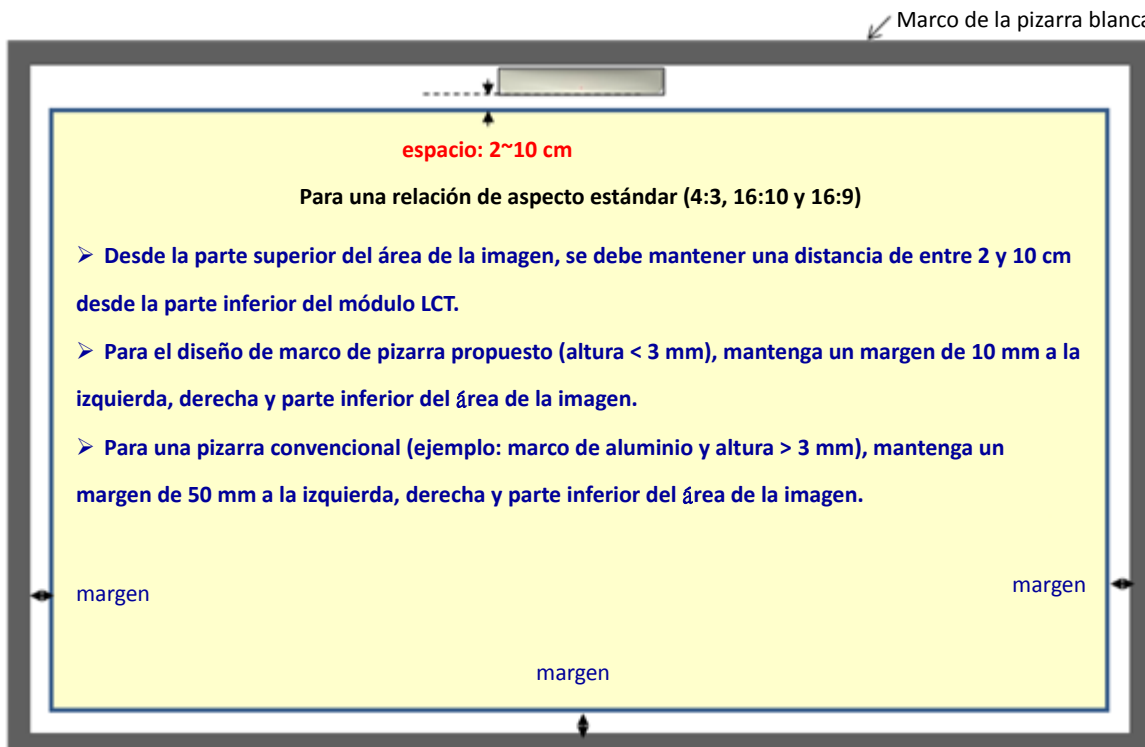 Marco de la pizarra blanca
espacio: 2~10 cm
Para una relación de aspecto estándar (4:3, 16:10 y 16:9)
➢ Desde la parte superior del área de la imagen, se debe mantener una distancia de entre 2 y 10 cm
desde la parte inferior del módulo LCT.
➢ Para el diseño de marco de pizarra propuesto (altura < 3 mm), mantenga un margen de 10 mm a la
izquierda, derecha y parte inferior del área de la imagen.
➢ Para una pizarra convencional (ejemplo: marco de aluminio y altura > 3 mm), mantenga un
margen de 50 mm a la izquierda, derecha y parte inferior del área de la imagen.
margen
margen
margen